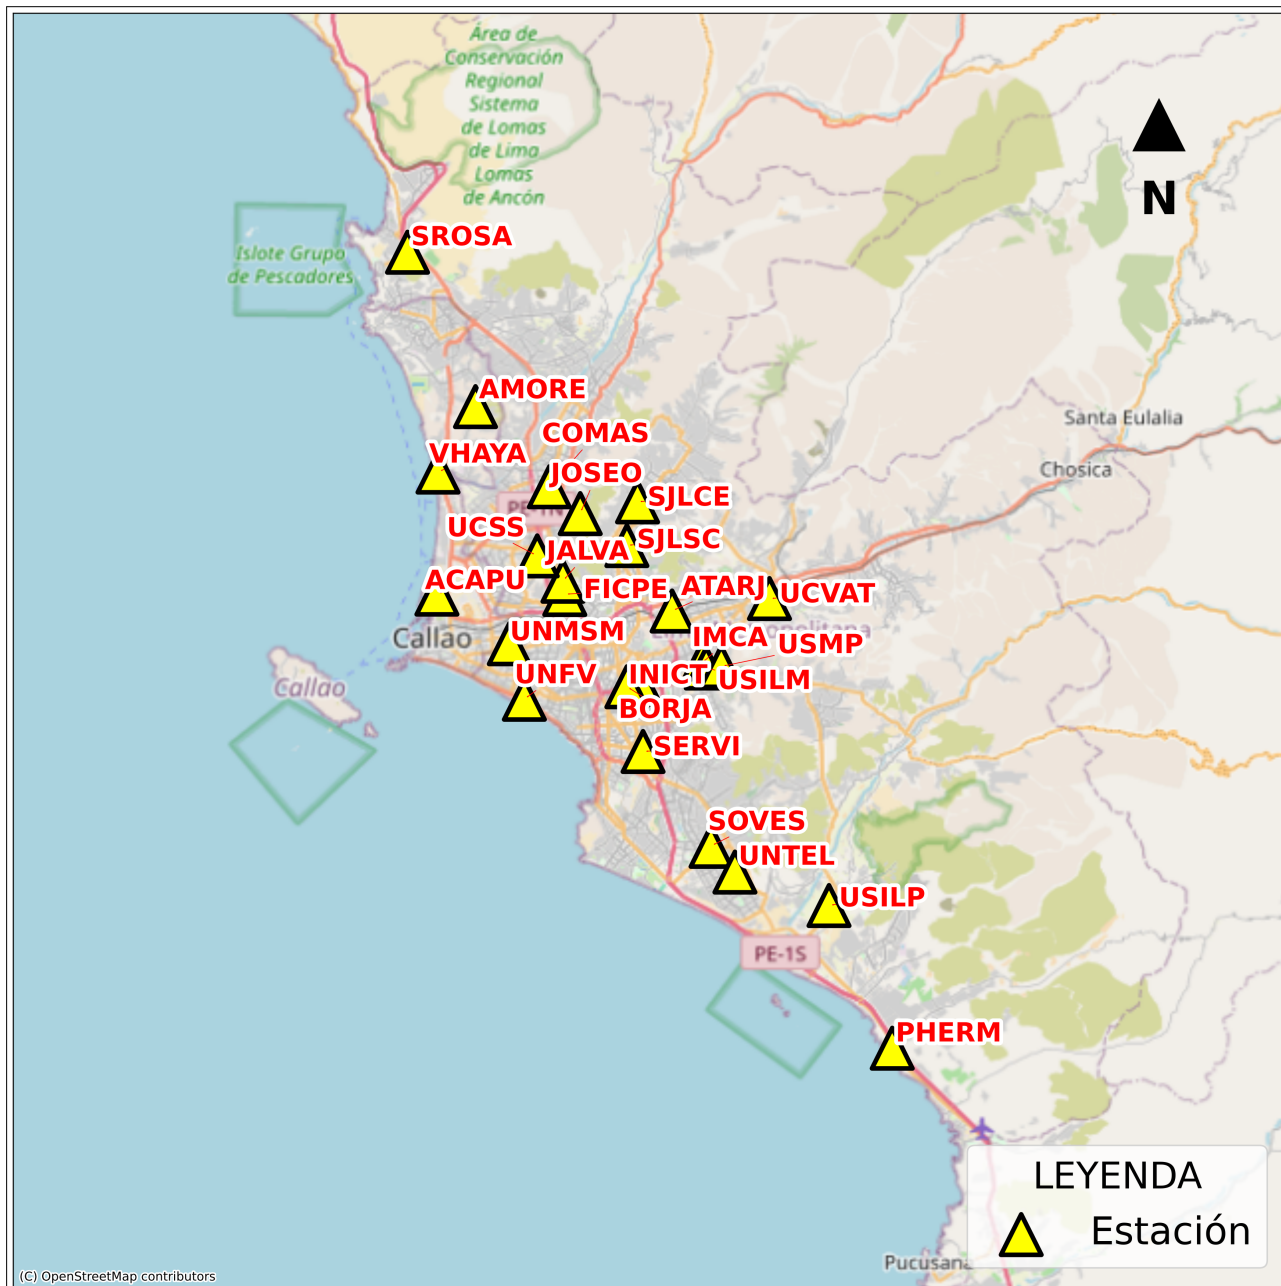 Área de
Conservación
Regional
Sistema
de Lomas
de Lima
Lomas
de Ancón
N
SROSA
Islote Grupo
de Pescadores
AMORE
Santa Eulalia
COMAS
VHAYA
Chosica
JOSEO
SJLCE
PE-1N
UCSS
SJLSC
JALVA
ACAPU
FICPE
ATARJ
UCVAT
Callao
UNMSM
IMCA
USMP
UNFV
INICT
USILM
Callao
BORJA
SERVI
SOVES
UNTEL
USILP
PE-1S
PHERM
LEYENDA
Estación
Pucusana
(C) OpenStreetMap contributors